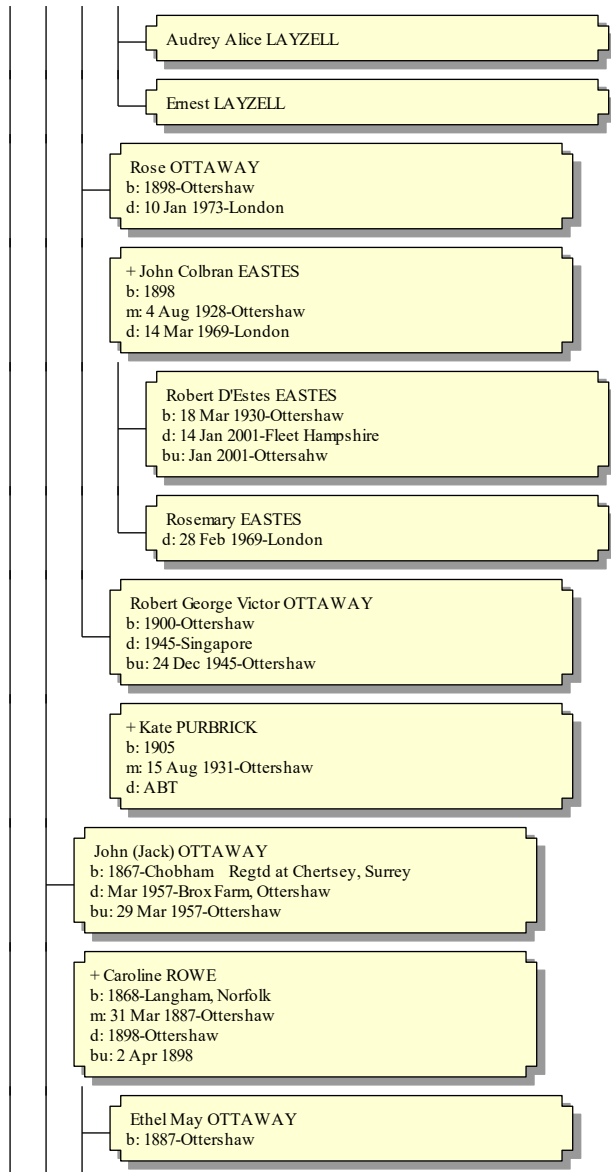 Audrey Alice LAYZELL
Ernest LAYZELL
Rose OTTAWAY
b: 1898-Ottershaw
d: 10 Jan 1973-London
+ John Colbran EASTES
b: 1898
m: 4 Aug 1928-Ottershaw
d: 14 Mar 1969-London
Robert D'Estes EASTES
b: 18 Mar 1930-Ottershaw
d: 14 Jan 2001-Fleet Hampshire
bu: Jan 2001-Ottersahw
Rosemary EASTES
d: 28 Feb 1969-London
Robert George Victor OTTAWAY
b: 1900-Ottershaw
d: 1945-Singapore
bu: 24 Dec 1945-Ottershaw
+ Kate PURBRICK
b: 1905
m: 15 Aug 1931-Ottershaw
d: ABT
John (Jack) OTTAWAY
b: 1867-Chobham Regtd at Chertsey, Surrey
d: Mar 1957-Brox Farm, Ottershaw
bu: 29 Mar 1957-Ottershaw
+ Caroline ROWE
b: 1868-Langham, Norfolk
m: 31 Mar 1887-Ottershaw
d: 1898-Ottershaw
bu: 2 Apr 1898
Ethel May OTTAWAY
b: 1887-Ottershaw